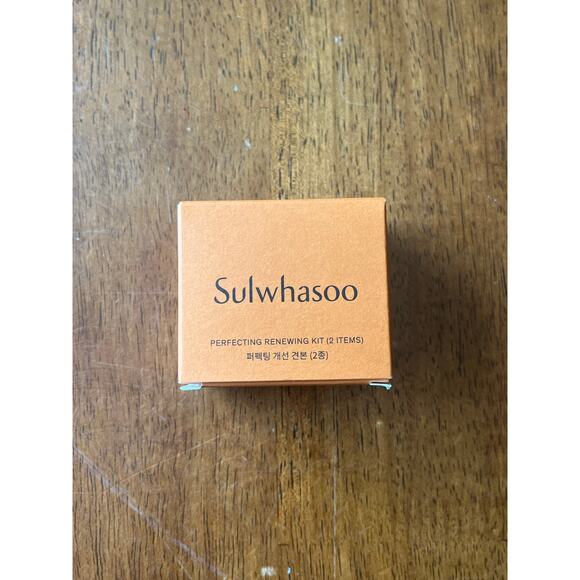 Sulwhasoo
PERFECTING RENEWING KIT (2 ITEMS)
퍼펙팅 개선 견본 (2종)